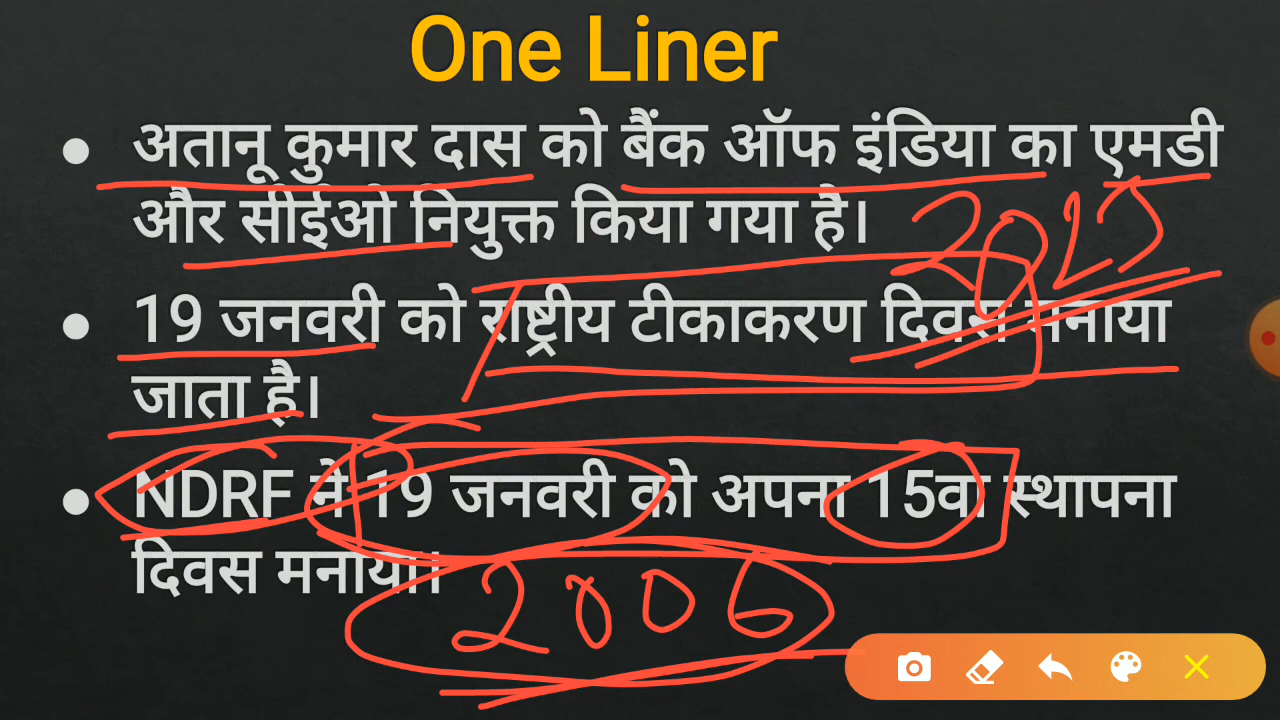 One Liner
• अतानू कुमार दास को बैंक ऑफ इंडिया का एमडी
और सीईओ नियुक्त किया गया है।
• 19 जनवरी को राष्ट्रीय टीकाकरण दिवस मनाया
जाता है।
• NDRF ने 19 जनवरी को अपना 15वा स्थापना
दिवस मनाया।
2006